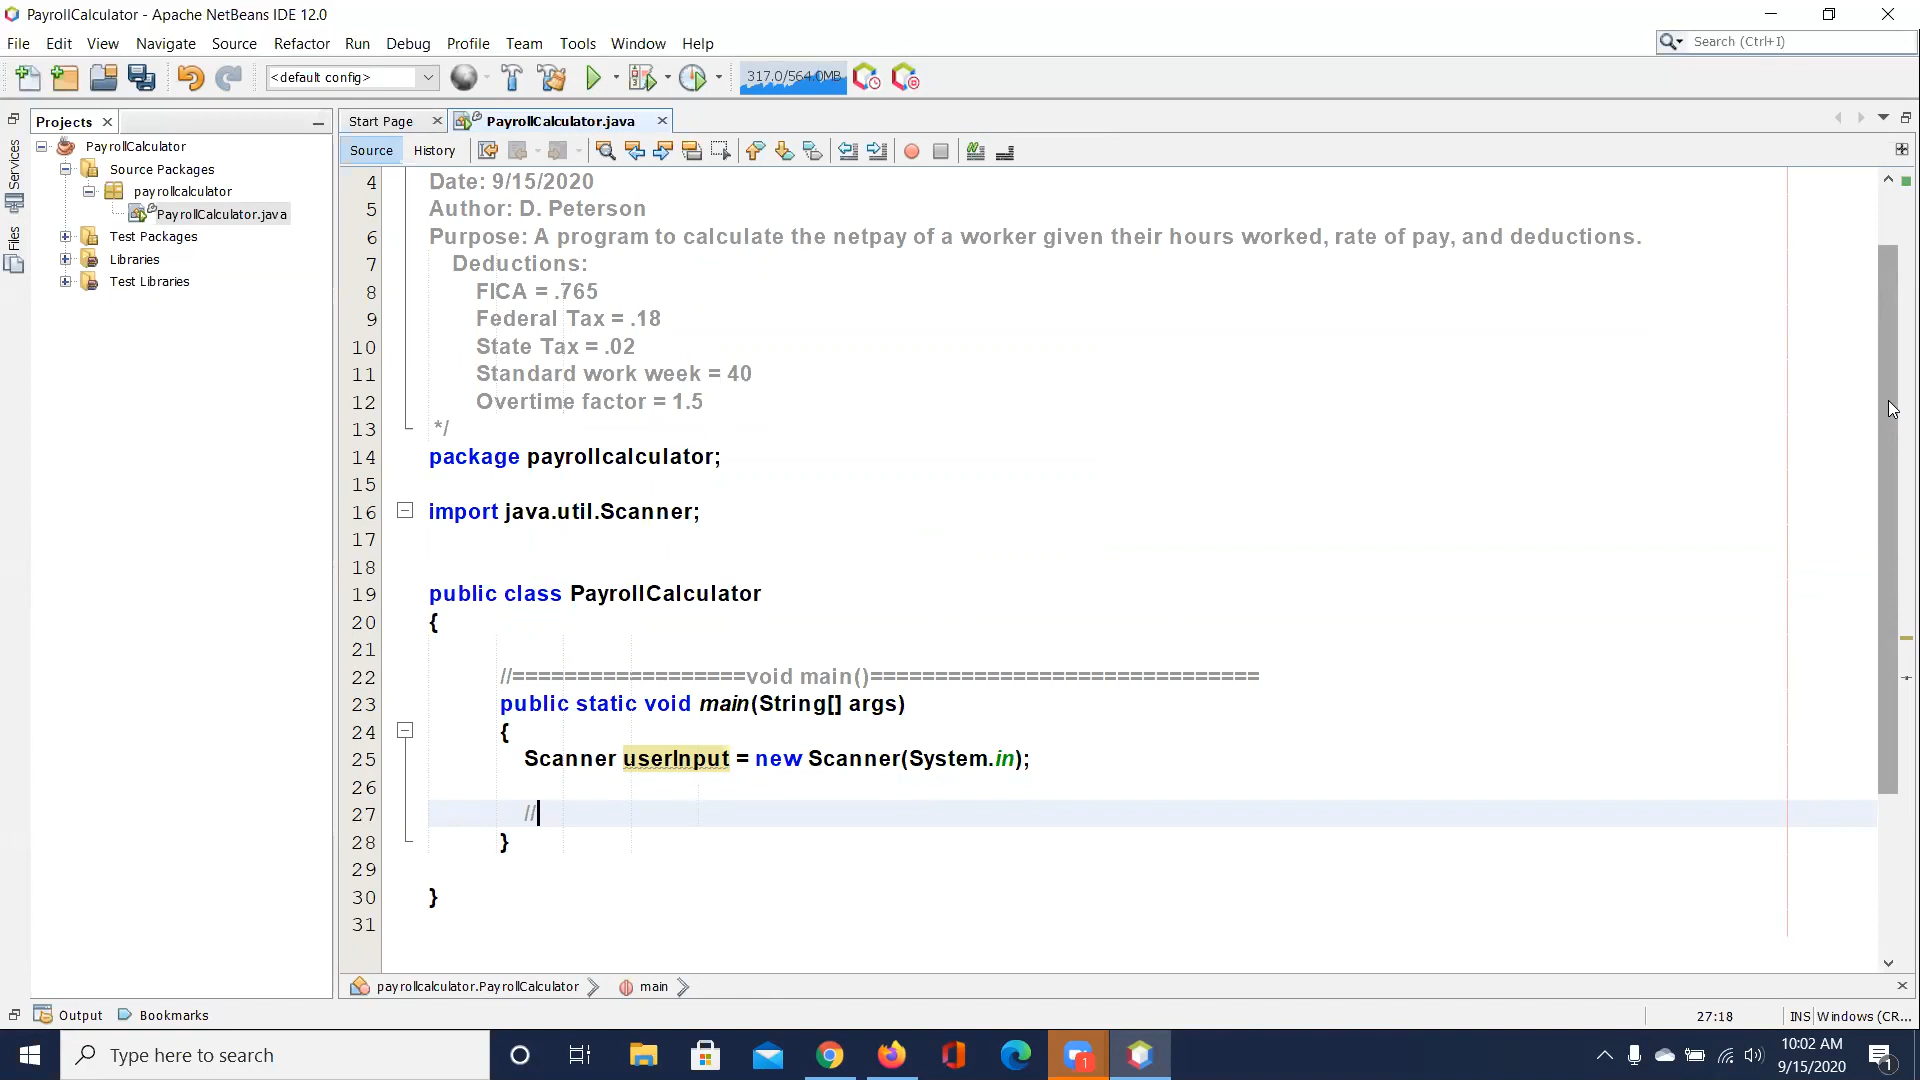 PayrollCalculator - Apache NetBeans IDE 12.0
File Edit View Navigate Source Refactor Run Debug Profile Team Tools Window Help
Search (Ctrl+I)
<default config>
317.0/564.0MB
Projects
Start Page
PayrollCalculator.java
Source
History
Services
Files
PayrollCalculator
Source Packages
payrollcalculator
PayrollCalculator.java
Test Packages
Libraries
Test Libraries
4 Date: 9/15/2020
5 Author: D. Peterson
6 Purpose: A program to calculate the netpay of a worker given their hours worked, rate of pay, and deductions.
7 Deductions:
8 FICA = .765
9 Federal Tax = .18
10 State Tax = .02
11 Standard work week = 40
12 Overtime factor = 1.5
13 */
14 package payrollcalculator;
15
16 import java.util.Scanner;
17
18
19 public class PayrollCalculator
20 {
21
22 //==================void main()==============================
23 public static void main(String[] args)
24 {
25 Scanner userInput = new Scanner(System.in);
26
27 //
28 }
29
30 }
31
payrollcalculator.PayrollCalculator
main
Output
Bookmarks
27:18
INS
Windows (CR...
Type here to search
1
10:02 AM
9/15/2020
1